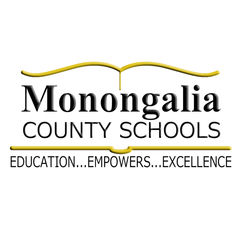 Monongalia
COUNTY SCHOOLS
EDUCATION...EMPOWERS...EXCELLENCE